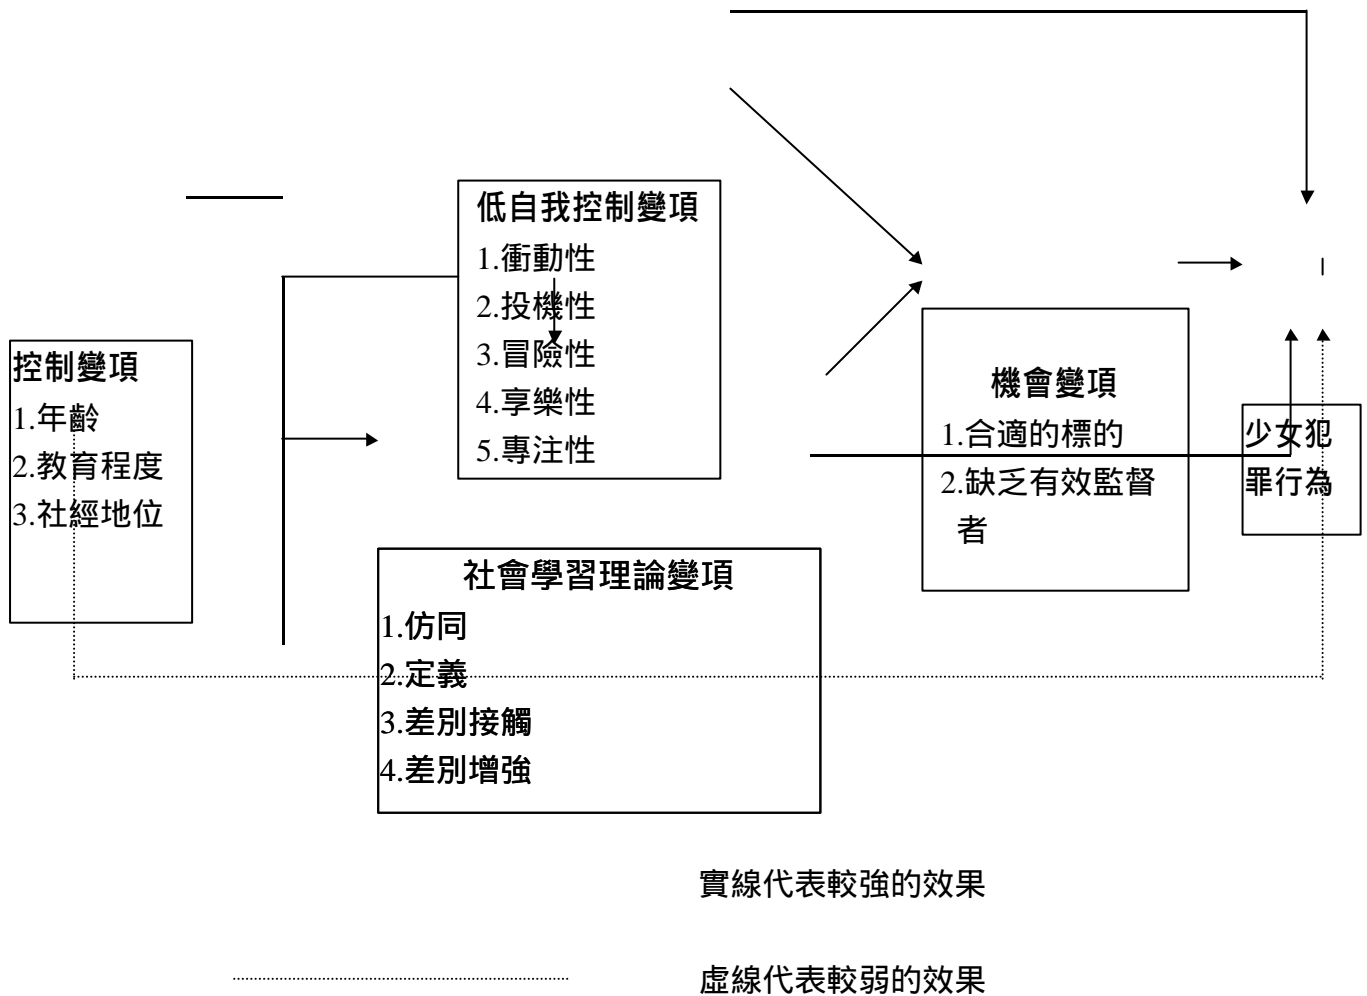 低自我控制變項
1.衝動性
2.投機性
3.冒險性
4.享樂性
5.專注性
控制變項
1.年齡
2.教育程度
3.社經地位
機會變項
1.合適的標的
2.缺乏有效監督
者
少女犯
罪行為
社會學習理論變項
1.仿同
2.定義
3.差別接觸
4.差別增強
實線代表較強的效果
虛線代表較弱的效果